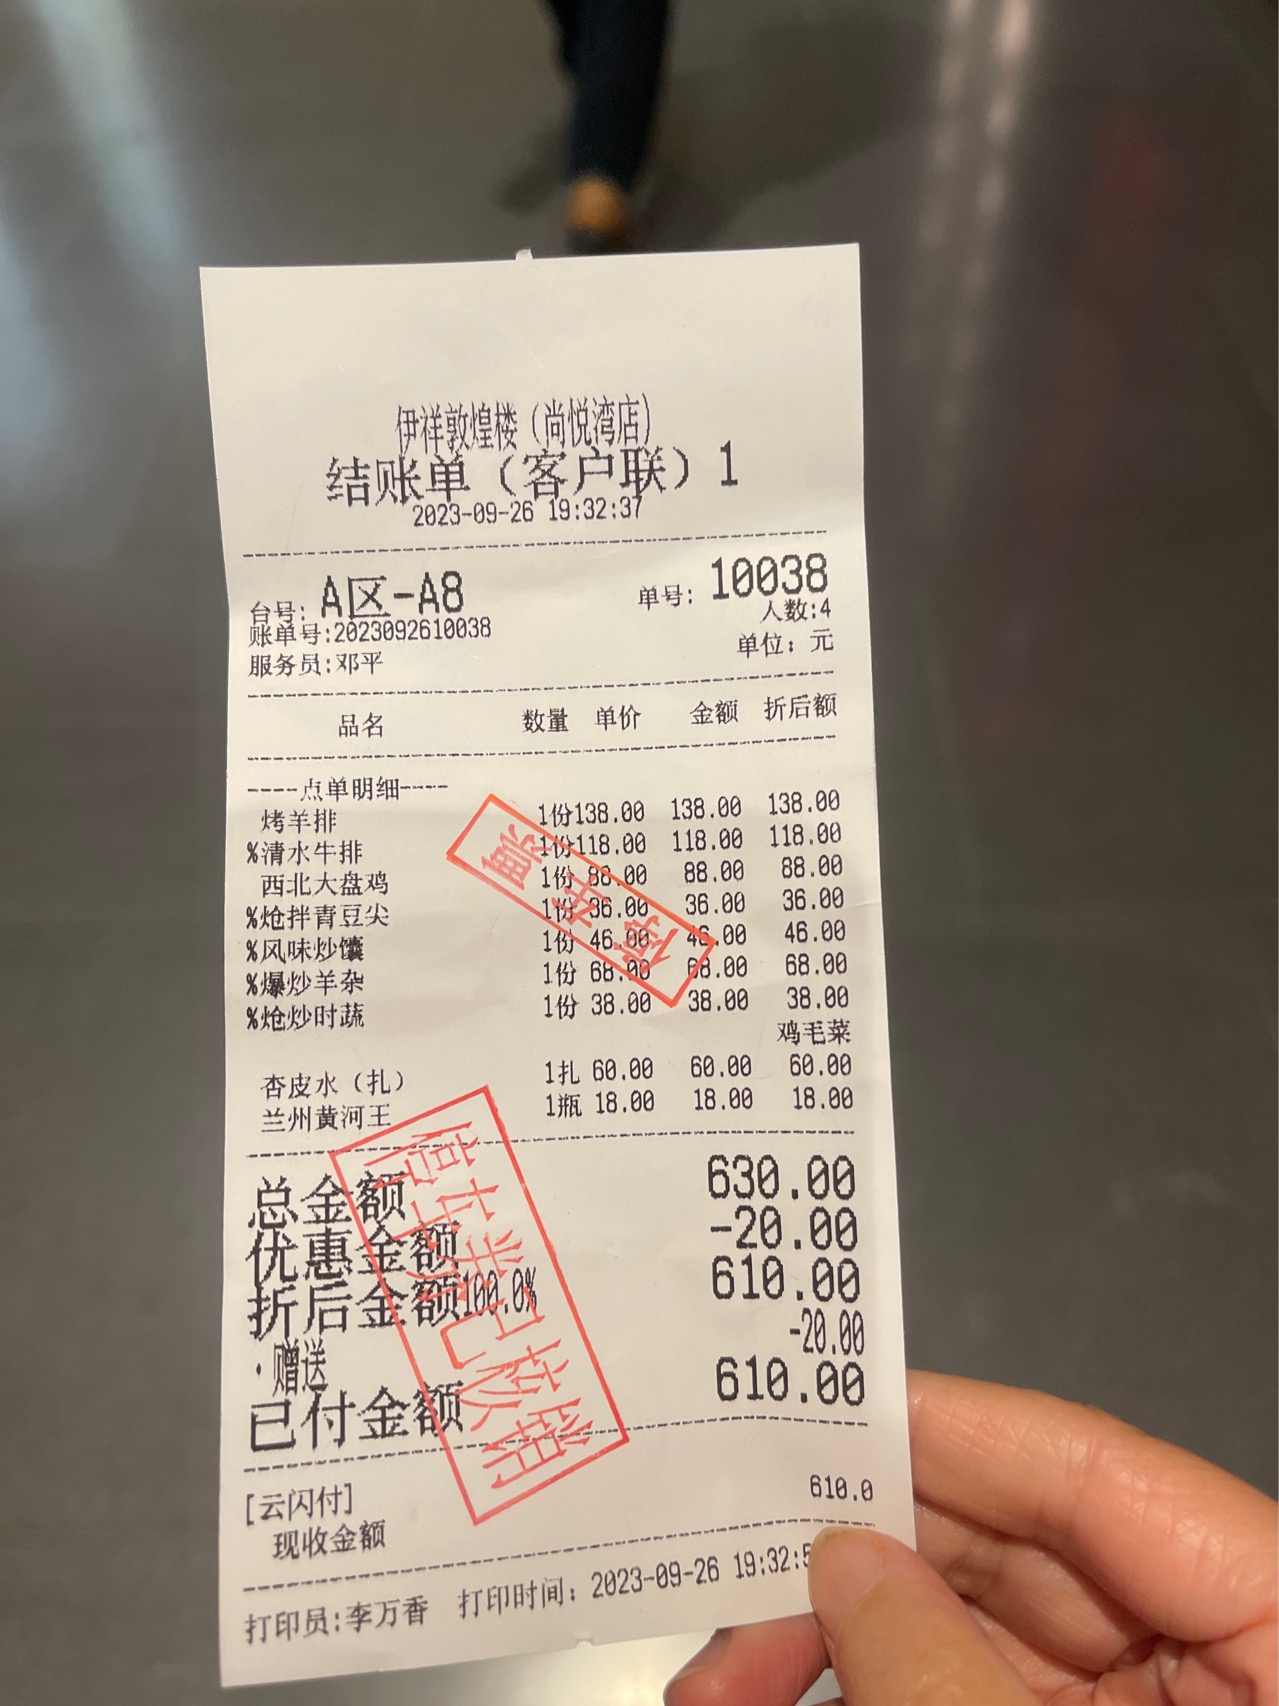 伊祥敦煌楼（尚悦湾店）
结账单（客户联）1
2023-09-26 19:32:37
台号: A区-A8 单号: 10038
人数:4
账单号:2023092610038
单位: 元
服务员:邓平
品名 数量 单价 金额 折后额
----点单明细----
烤羊排 1份138.00 138.00 138.00
%清水牛排 1份118.00 118.00 118.00
西北大盘鸡 1份 88.00 88.00 88.00
%炝拌青豆尖 1份 36.00 36.00 36.00
%风味炒馕 1份 46.00 46.00 46.00
%爆炒羊杂 1份 68.00 68.00 68.00
%炝炒时蔬 1份 38.00 38.00 38.00
鸡毛菜
杏皮水（扎） 1扎 60.00 60.00 60.00
兰州黄河王 1瓶 18.00 18.00 18.00
总金额 630.00
优惠金额 -20.00
折后金额100.0% 610.00
·赠送 -20.00
已付金额 610.00
[云闪付] 610.0
现收金额
打印员:李万香 打印时间: 2023-09-26 19:32:5
停车券已核销